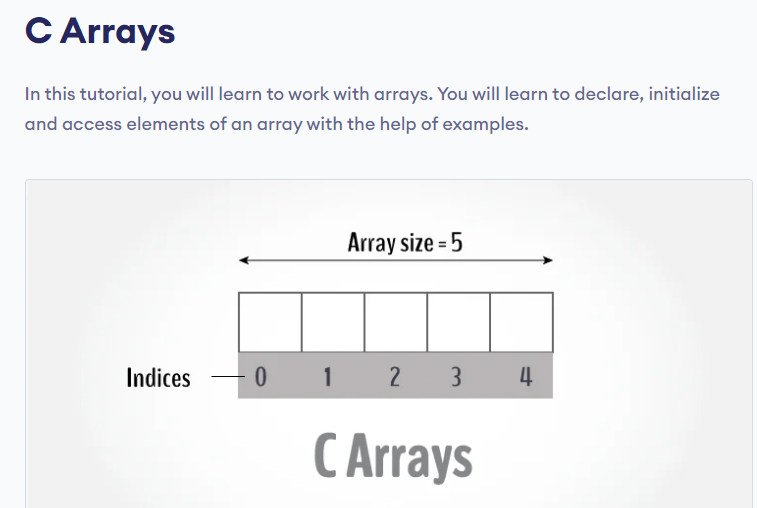 C Arrays
In this tutorial, you will learn to work with arrays. You will learn to declare, initialize
and access elements of an array with the help of examples.
Array size = 5
Indices 0 1 2 3 4
C Arrays